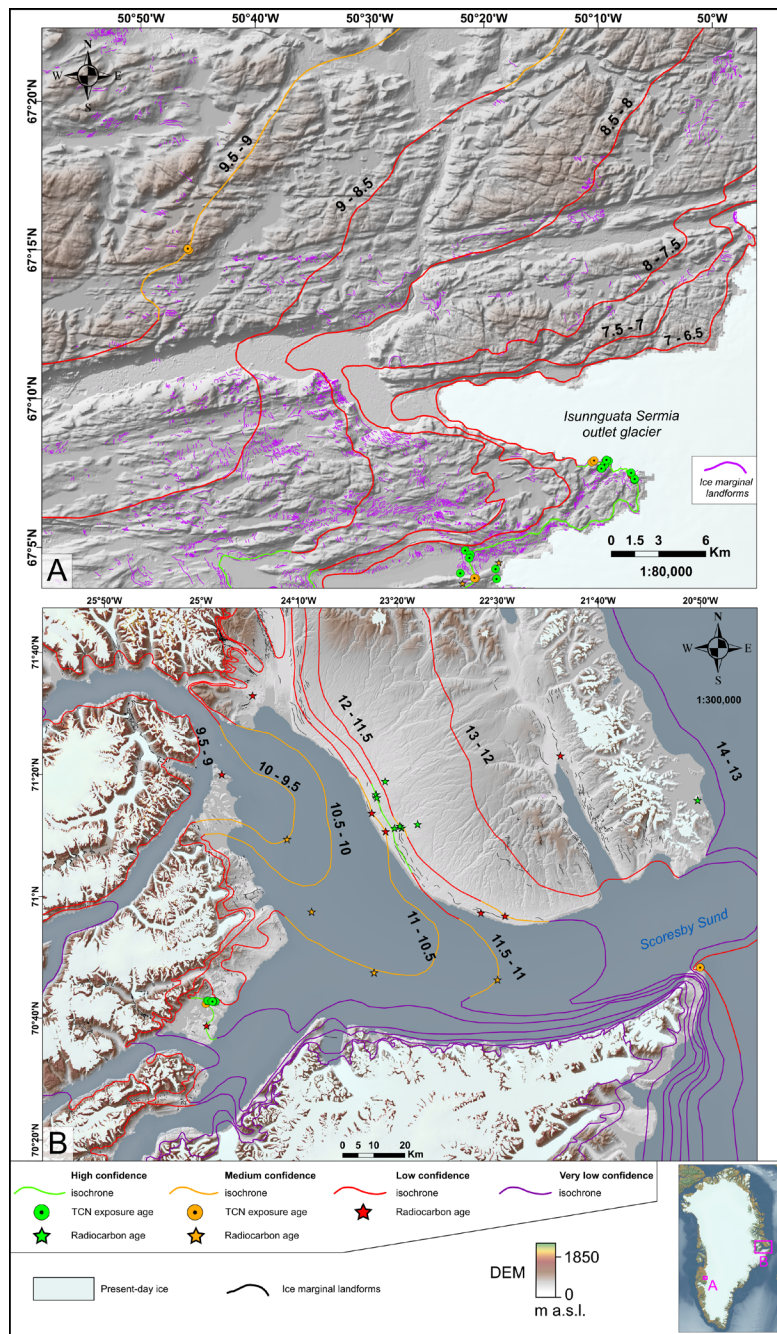 50°50'W 50°40'W 50°30'W 50°20'W 50°10'W 50°W
N
W E
S
67°20'N
67°15'N
67°10'N
67°5'N
9.5 - 9
9 - 8.5
8.5 - 8
8 - 7.5
7.5 - 7
7 - 6.5
Isunnguata Sermia
outlet glacier
Ice marginal
landforms
0 1.5 3 6
Km
1:80,000
A
25°50'W 25°W 24°10'W 23°20'W 22°30'W 21°40'W 20°50'W
N
W E
S
1:300,000
71°40'N
71°20'N
71°N
70°40'N
70°20'N
9.5 - 9
10 - 9.5
10.5 - 10
11 - 10.5
11.5 - 11
12 - 11.5
13 - 12
14 - 13
Scoresby Sund
0 5 10 20
Km
B
High confidence Medium confidence Low confidence Very low confidence
isochrone isochrone isochrone isochrone
TCN exposure age TCN exposure age Radiocarbon age
Radiocarbon age Radiocarbon age
Present-day ice Ice marginal landforms
DEM
1850
0
m a.s.l.
B
A